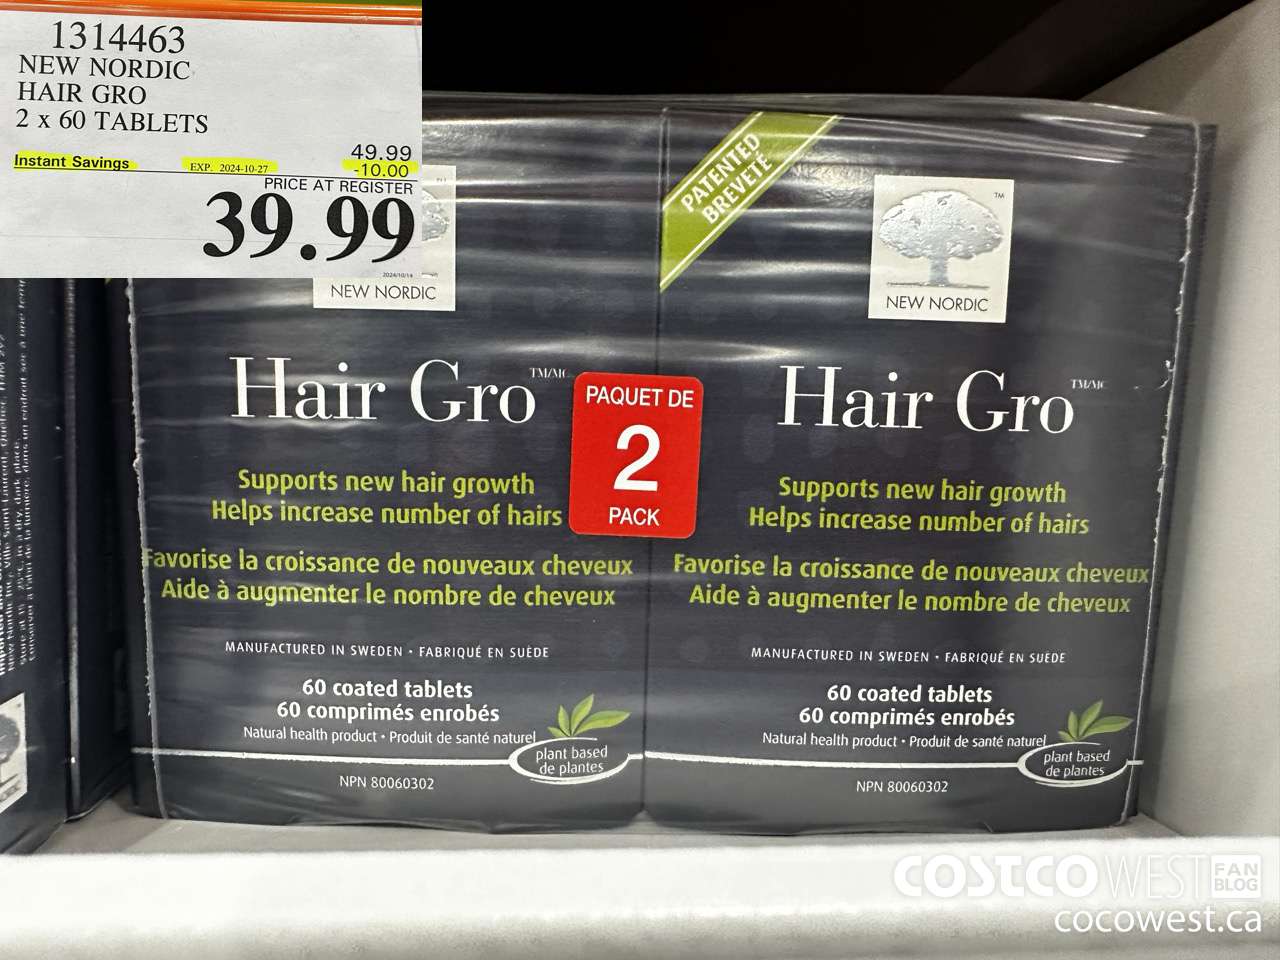 1314463
NEW NORDIC
HAIR GRO
2 x 60 TABLETS
49.99
Instant Savings EXP. 2024-10-27 -10.00
PRICE AT REGISTER
39.99
2024/10/14
NEW NORDIC
Hair Gro TM/MC
Supports new hair growth
Helps increase number of hairs
Favorise la croissance de nouveaux cheveux
Aide à augmenter le nombre de cheveux
MANUFACTURED IN SWEDEN • FABRIQUÉ EN SUÈDE
60 coated tablets
60 comprimés enrobés
Natural health product • Produit de santé naturel
plant based
de plantes
NPN 80060302
PAQUET DE
2
PACK
PATENTED
BREVETÉ
TM
NEW NORDIC
Hair Gro TM/MC
Supports new hair growth
Helps increase number of hairs
Favorise la croissance de nouveaux cheveux
Aide à augmenter le nombre de cheveux
MANUFACTURED IN SWEDEN • FABRIQUÉ EN SUÈDE
60 coated tablets
60 comprimés enrobés
Natural health product • Produit de santé naturel
plant based
de plantes
NPN 80060302
COSTCO WEST FAN BLOG
cocowest.ca